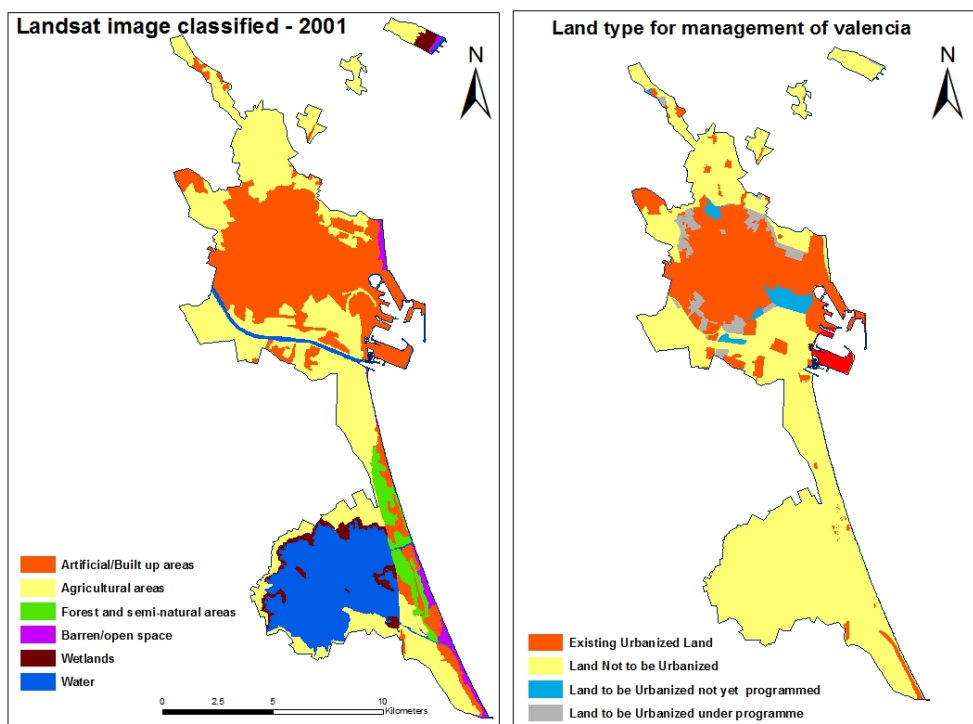 Landsat image classified - 2001
N
Artificial/Built up areas
Agricultural areas
Forest and semi-natural areas
Barren/open space
Wetlands
Water
0 2.5 5 10
Kilometers
Land type for management of valencia
N
Existing Urbanized Land
Land Not to be Urbanized
Land to be Urbanized not yet programmed
Land to be Urbanized under programme